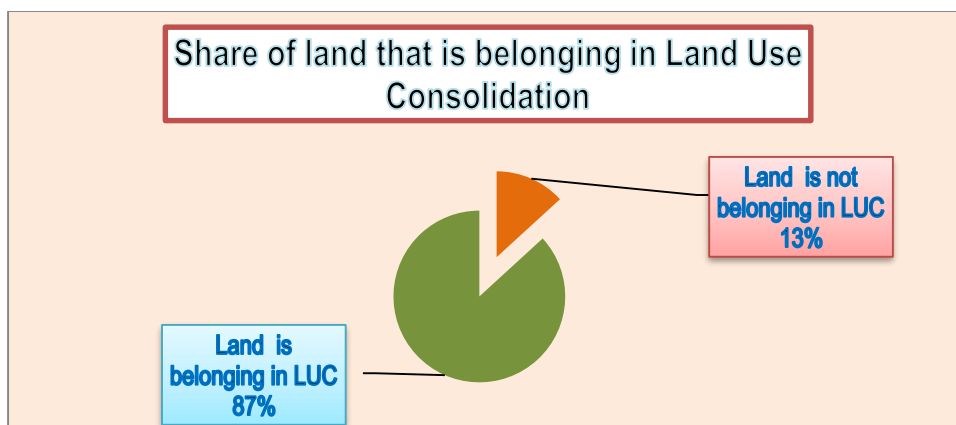 Share of land that is belonging in Land Use
Consolidation
Land is not
belonging in LUC
13%
Land is
belonging in LUC
87%